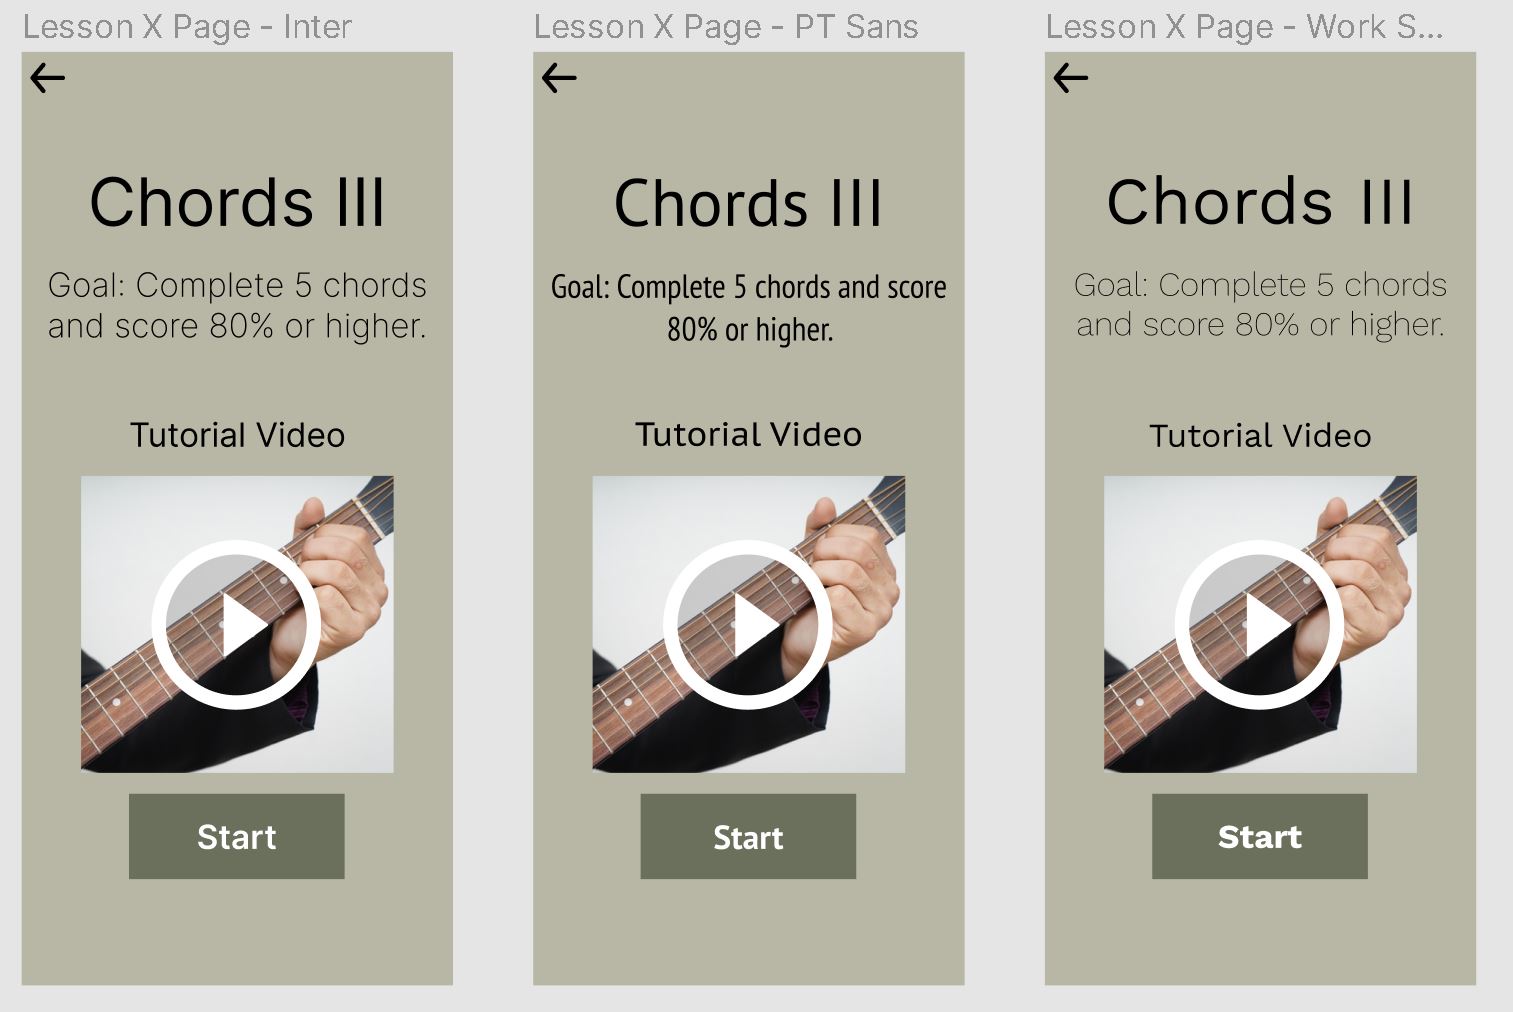 Lesson X Page - Inter
Chords III
Goal: Complete 5 chords
and score 80% or higher.
Tutorial Video
Start
Lesson X Page - PT Sans
Chords III
Goal: Complete 5 chords and score
80% or higher.
Tutorial Video
Start
Lesson X Page - Work S...
Chords III
Goal: Complete 5 chords
and score 80% or higher.
Tutorial Video
Start